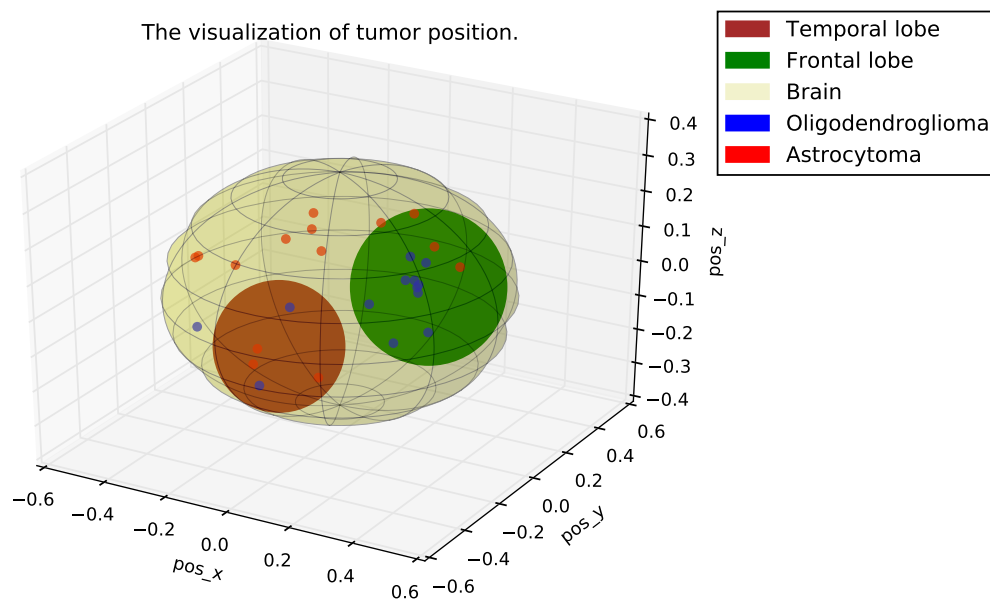 The visualization of tumor position.
Temporal lobe
Frontal lobe
Brain
Oligodendroglioma
Astrocytoma
0.4
0.3
0.2
0.1
0.0
−0.1
−0.2
−0.3
−0.4
pos_z
0.6
0.4
0.2
0.0
−0.2
−0.4
−0.6
pos_y
−0.6
−0.4
−0.2
0.0
0.2
0.4
0.6
pos_x